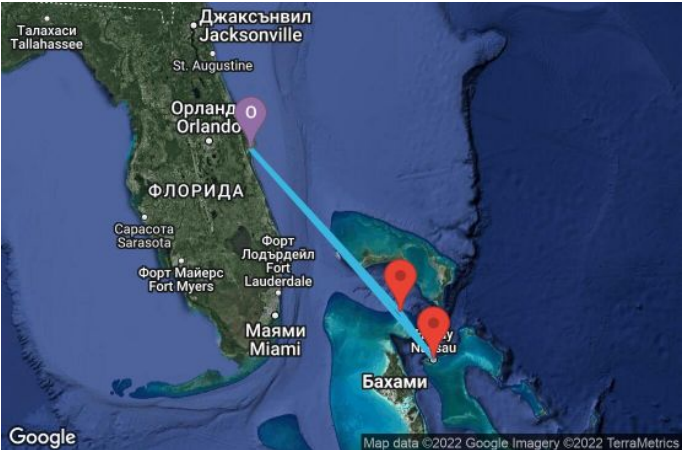 Джаксънвил
Jacksonville
Талахаси
Tallahassee
St. Augustine
Орланд
Orlando
O
ФЛОРИДА
Сарасота
Sarasota
Форт
Лодърдейл
Fort
Lauderdale
Форт Майерс
Fort Myers
Маями
Miami
Бахами
Google
Map data ©2022 Google Imagery ©2022 TerraMetrics